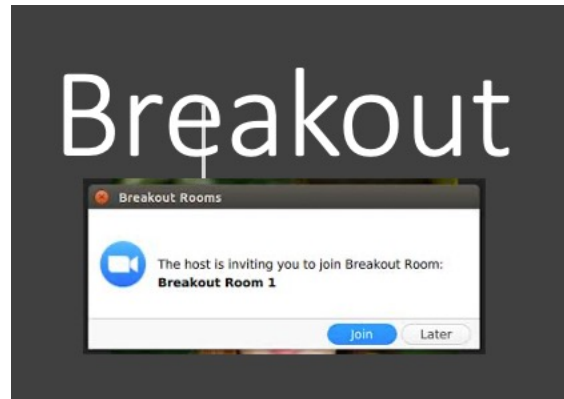 Breakout
Breakout Rooms
The host is inviting you to join Breakout Room:
Breakout Room 1
Join Later